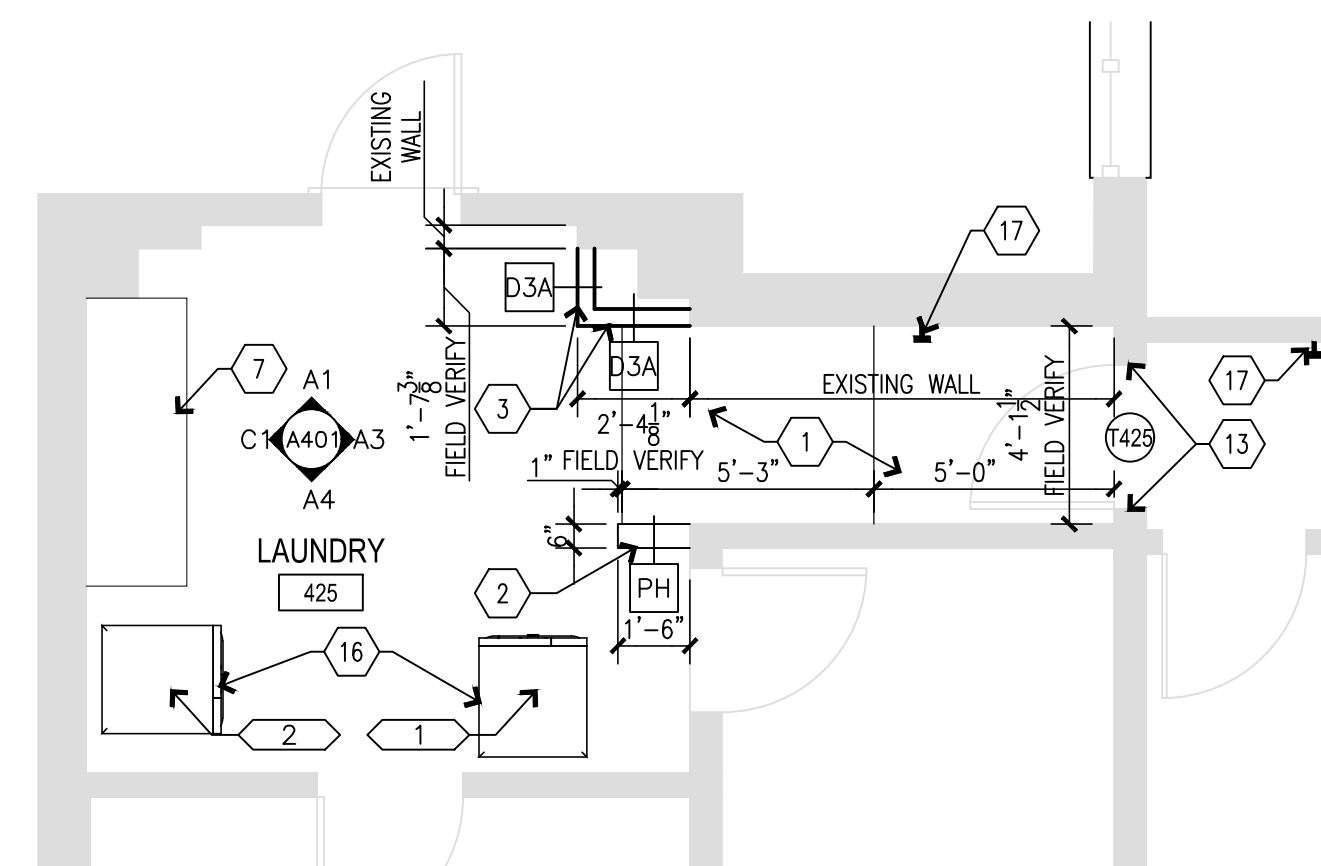 EXISTING
WALL
17
D3A
D3A
7
A1
C1
A401
A3
A4
3
1'-7 3/8"
FIELD VERIFY
2'-4 1/8"
FIELD VERIFY
EXISTING WALL
1
4'-1 1/2"
FIELD VERIFY
T425
17
13
1"
5'-3"
5'-0"
6"
LAUNDRY
425
2
PH
1'-6"
16
2
1